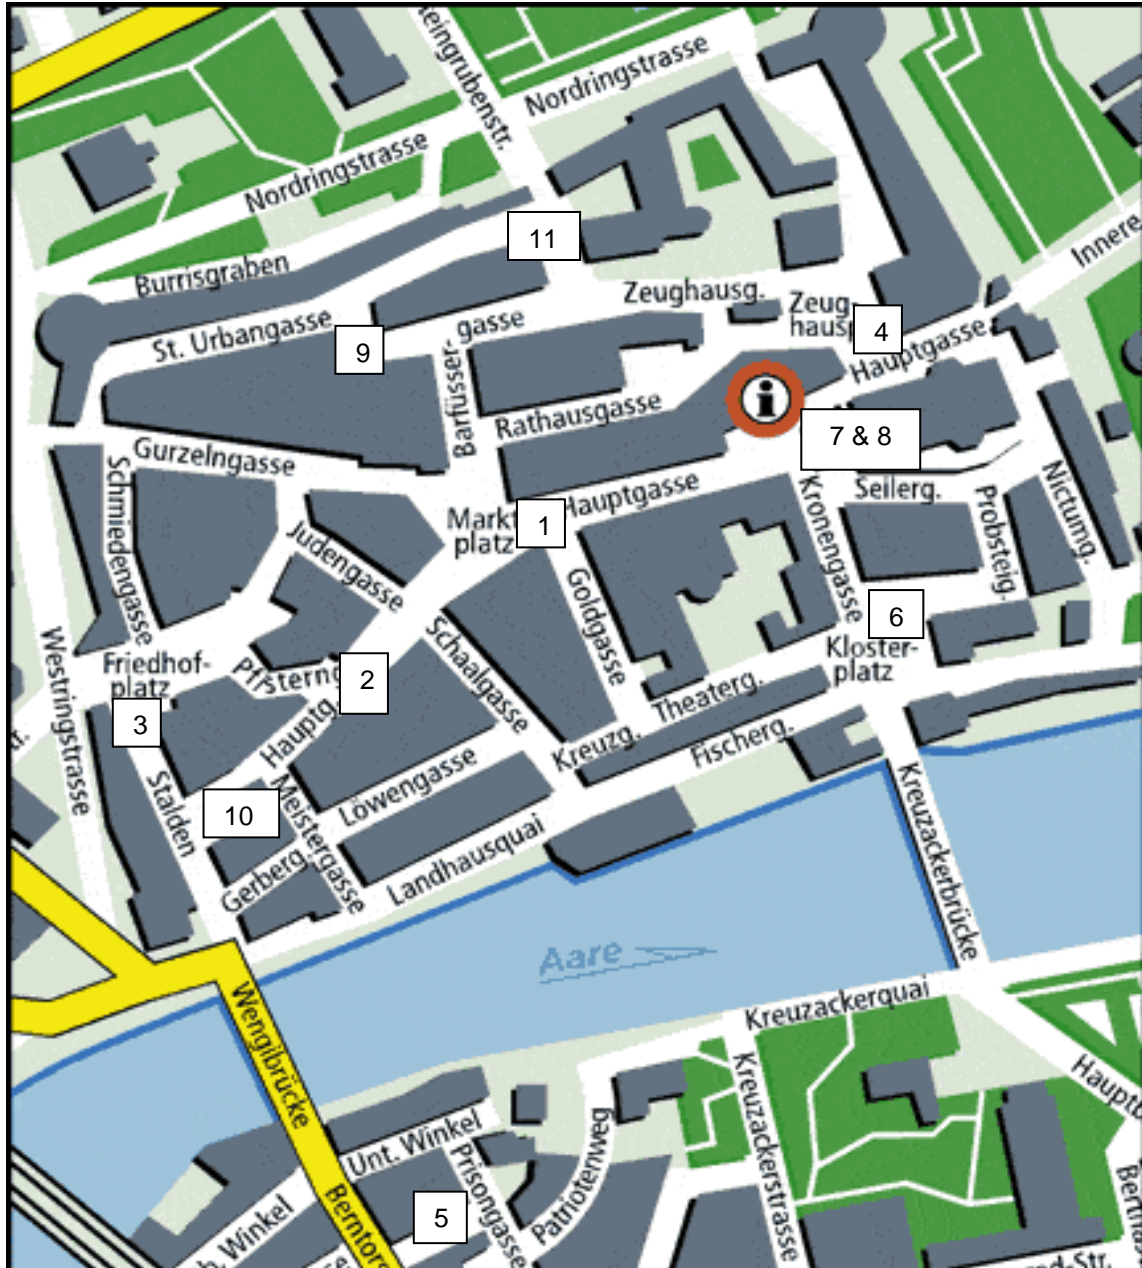 eingrubenstr.
Nordringstrasse
Nordringstrasse
11
Burrisgraben
Innere
Zeughausg.
Zeug-
haus
4
St. Urbangasse
gasse
Barfüsser-
9
Hauptgasse
i
Rathausgasse
7 & 8
Gurzelngasse
Schmiedengasse
Hauptgasse
Markt
platz
1
Seilerg.
Kronengasse
Probsteig.
Nictumg.
Judengasse
Goldgasse
6
Kloster-
platz
Westringstrasse
Friedhof-
platz
2
Schaalgasse
Theaterg.
3
Hauptg.
Kreuzg.
Fischerg.
Stalden
10
Meistergasse
Löwengasse
Kreuzackerbrücke
Landhausquai
Gerberg.
Aare
Wengibrücke
Kreuzackerquai
Kreuzackerstrasse
Unt. Winkel
Prisongasse
Patriotenweg
Berntors
5
b. Winkel